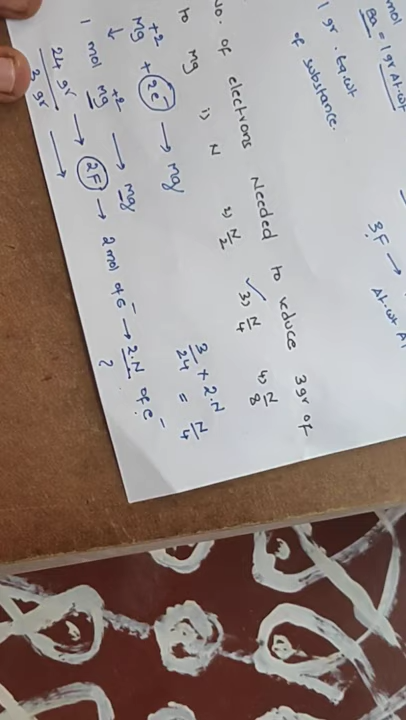 mol
Ba = 1 gr At.wt
1 gr. Eq.wt
of substance.
3F →
At.wt
No. of electrons Needed to reduce 3gr of
to Mg 1) N 2) N/2 ✓3) N/4 4) N/8
Mg+2 + 2e- → Mg
↓
1 mol Mg+2 → Mg
24 gr → 2F → 2 mol of e- → 2.N of e-
3 gr → ?
3/24 × 2.N = N/4